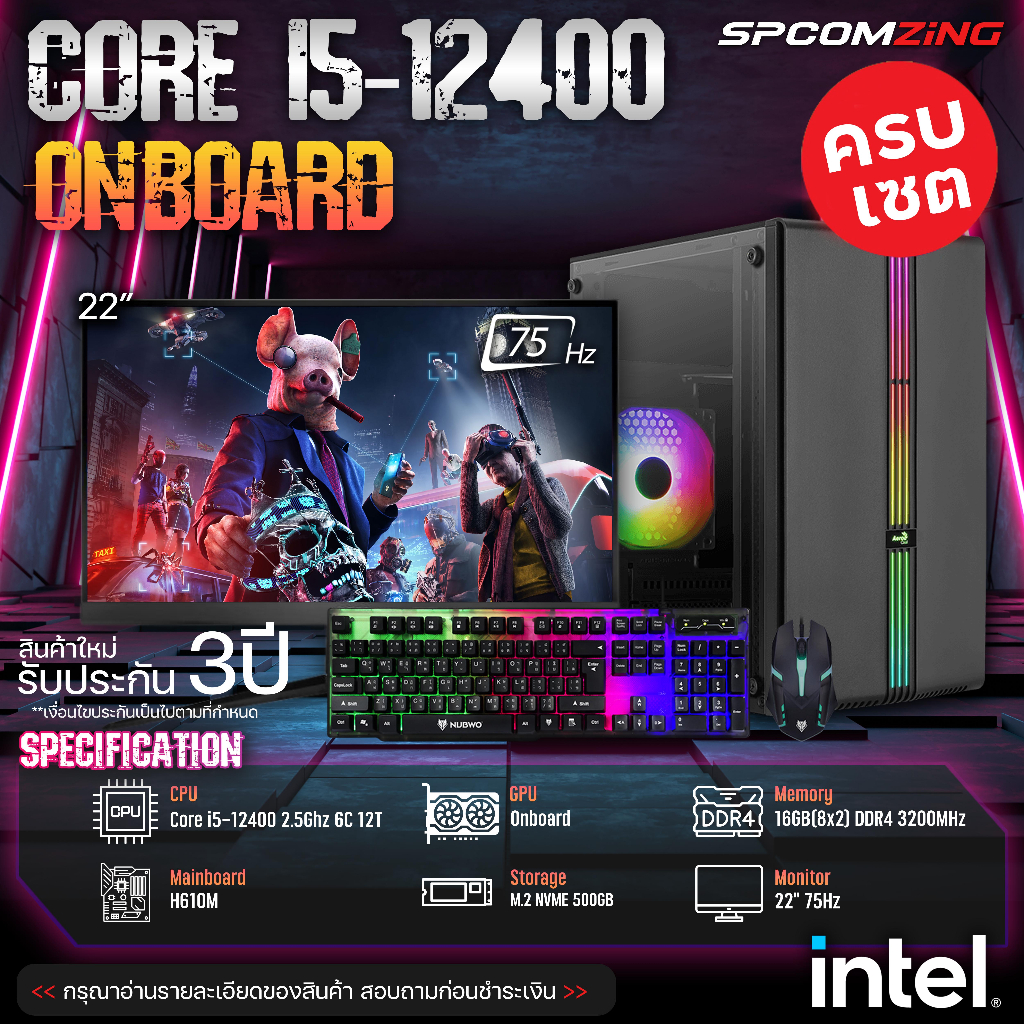 CORE I5-12400
SPCOMZiNG
ONBOARD
ครบ
เซต
22"
75 Hz
TAXI
Aero
NUBWO
สินค้าใหม่
รับประกัน 3ปี
**เงื่อนไขประกันเป็นไปตามที่กำหนด
SPECIFICATION
CPU
CPU
Core i5-12400 2.5Ghz 6C 12T
GPU
Onboard
DDR4
Memory
16GB(8x2) DDR4 3200MHz
Mainboard
H610M
Storage
M.2 NVME 500GB
Monitor
22" 75Hz
<< กรุณาอ่านรายละเอียดของสินค้า สอบถามก่อนชำระเงิน >>
intel®